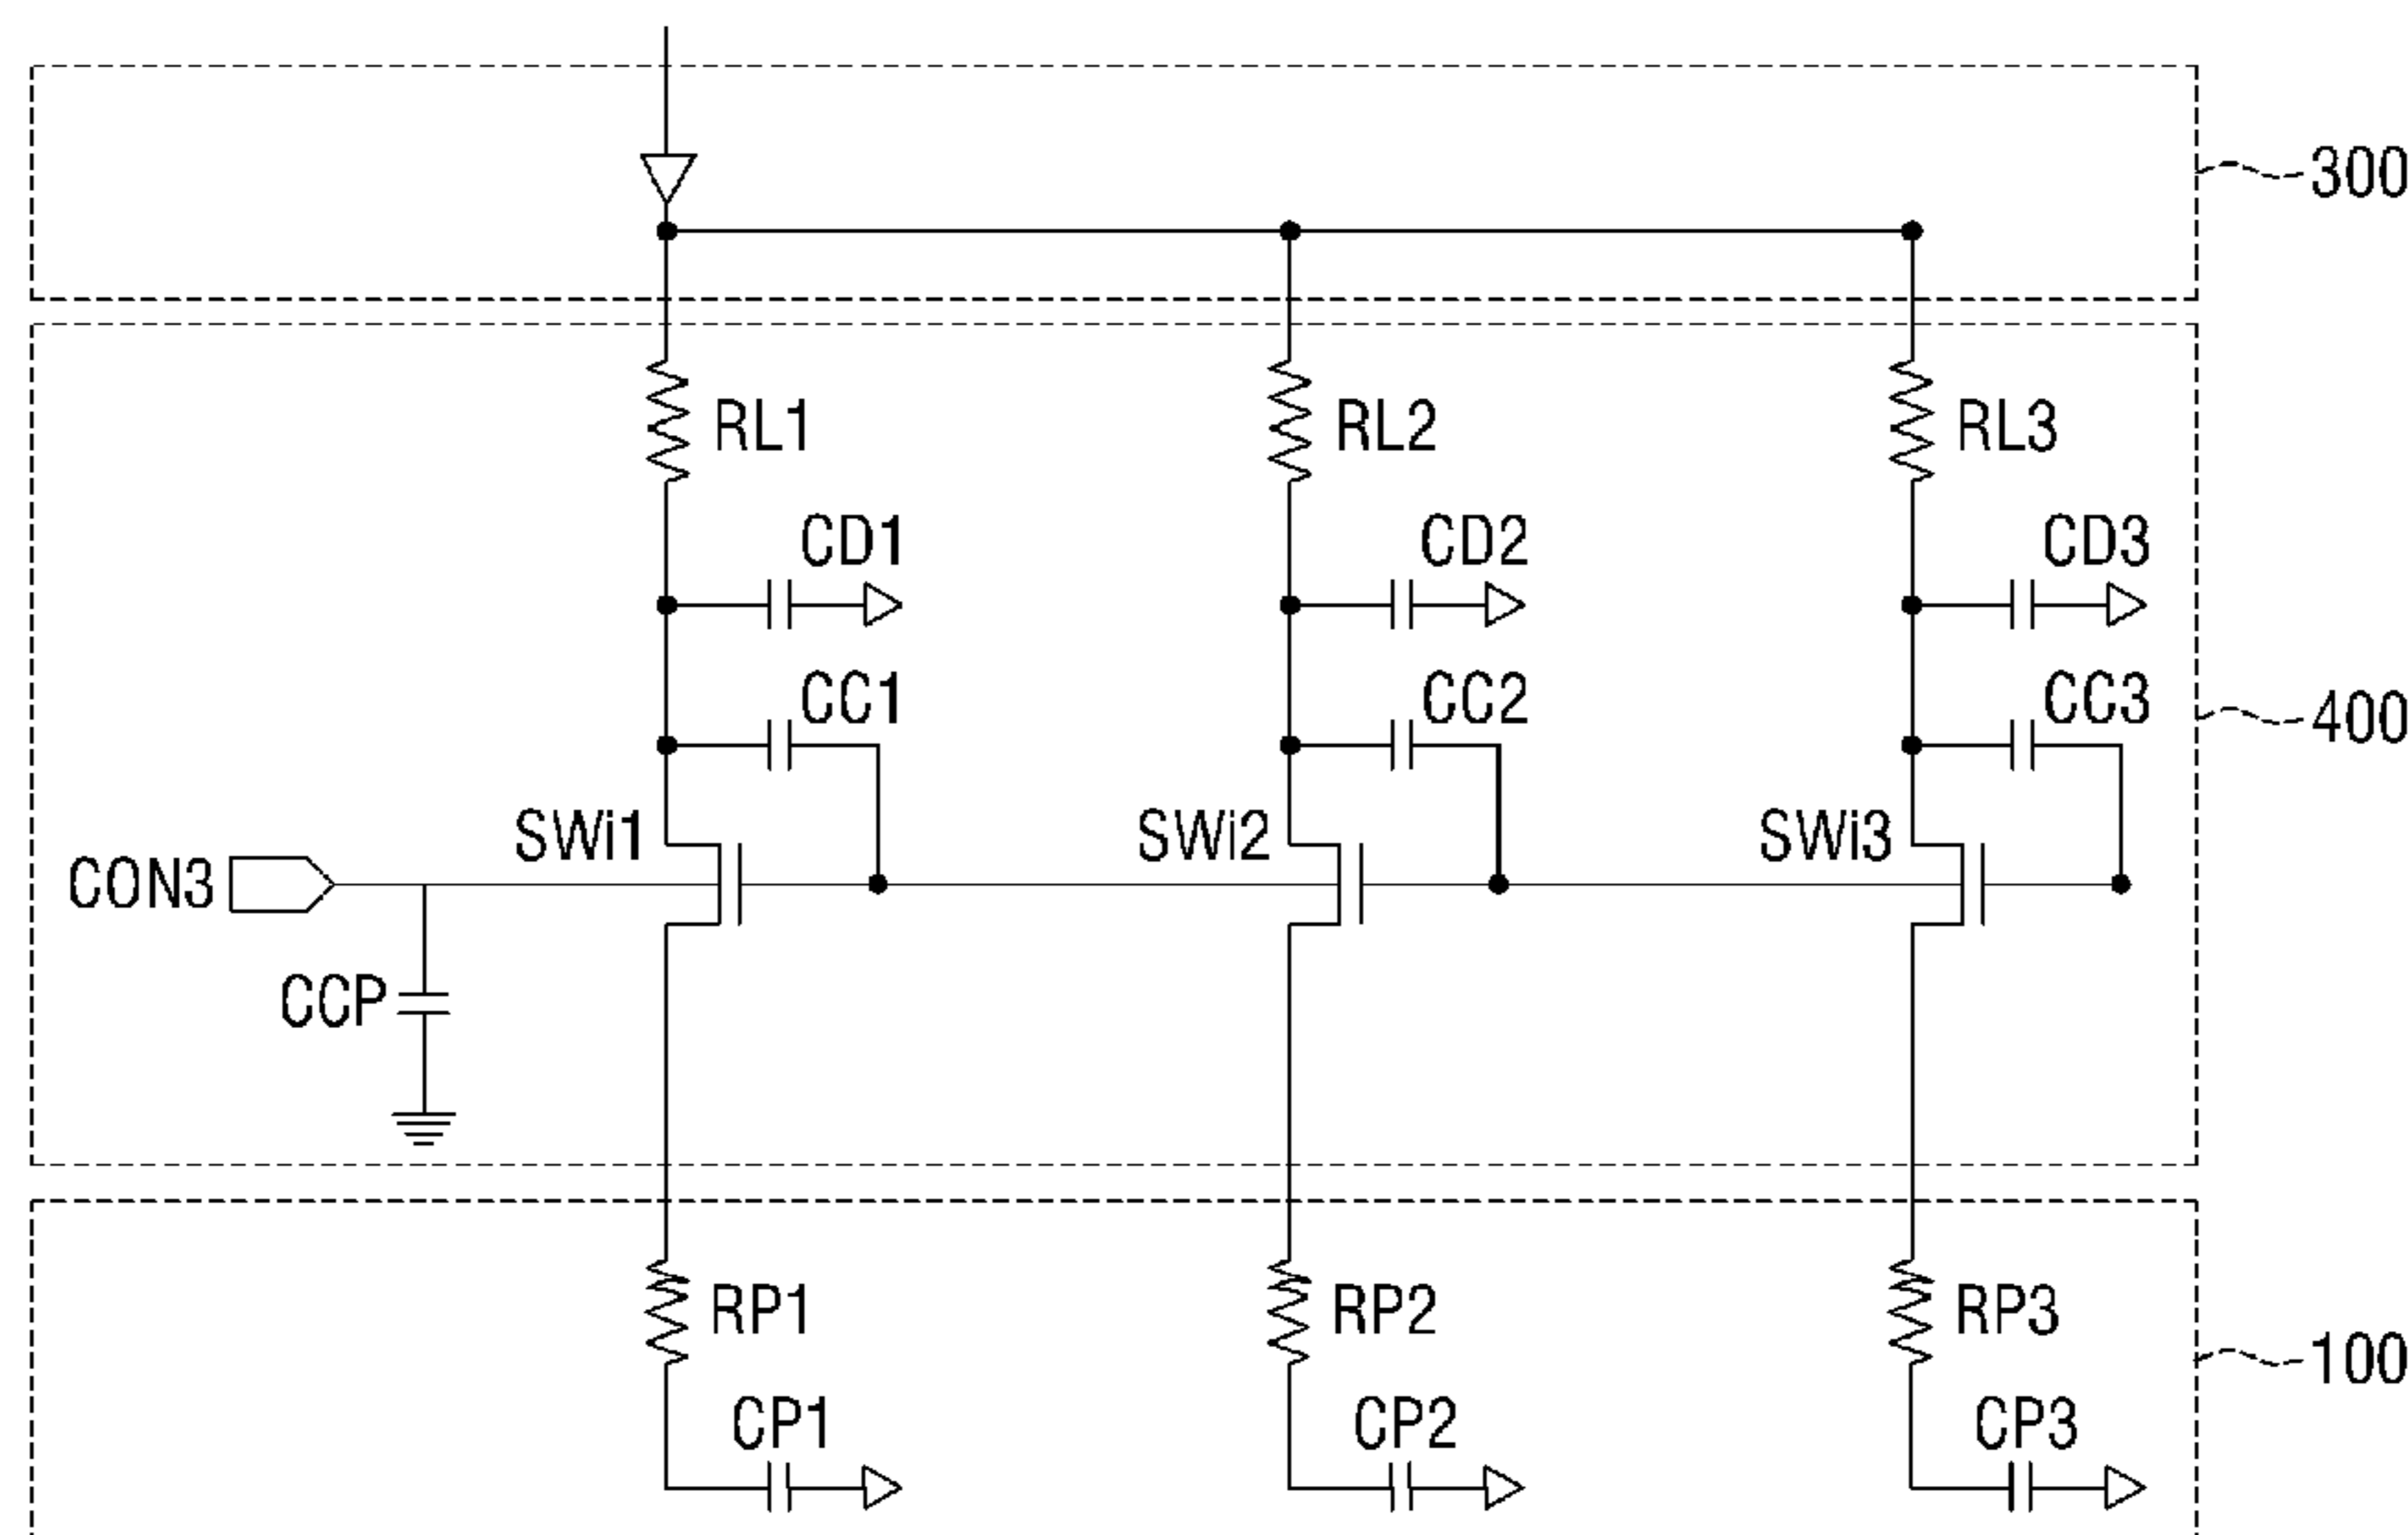 300
RL1
RL2
RL3
CD1
CD2
CD3
CC1
CC2
CC3
400
SWi1
SWi2
SWi3
CON3
CCP
RP1
RP2
RP3
100
CP1
CP2
CP3